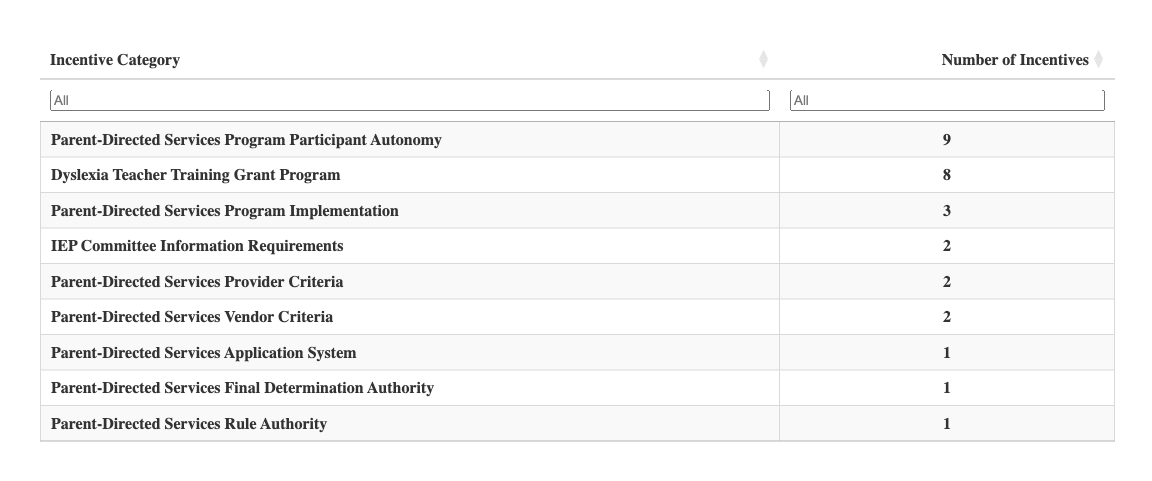 Incentive Category Number of Incentives
All All
Parent-Directed Services Program Participant Autonomy 9
Dyslexia Teacher Training Grant Program 8
Parent-Directed Services Program Implementation 3
IEP Committee Information Requirements 2
Parent-Directed Services Provider Criteria 2
Parent-Directed Services Vendor Criteria 2
Parent-Directed Services Application System 1
Parent-Directed Services Final Determination Authority 1
Parent-Directed Services Rule Authority 1